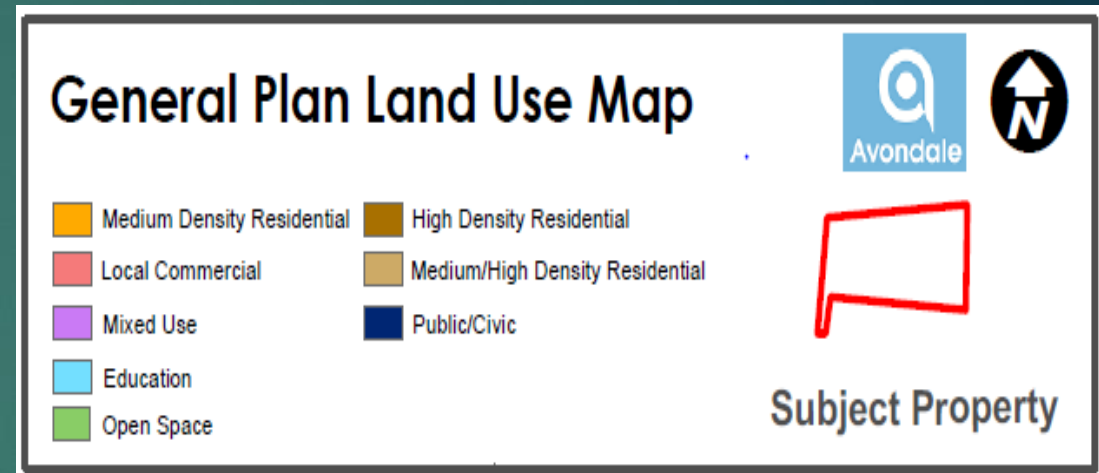 General Plan Land Use Map
Avondale
N
Medium Density Residential
High Density Residential
Local Commercial
Medium/High Density Residential
Mixed Use
Public/Civic
Education
Open Space
Subject Property